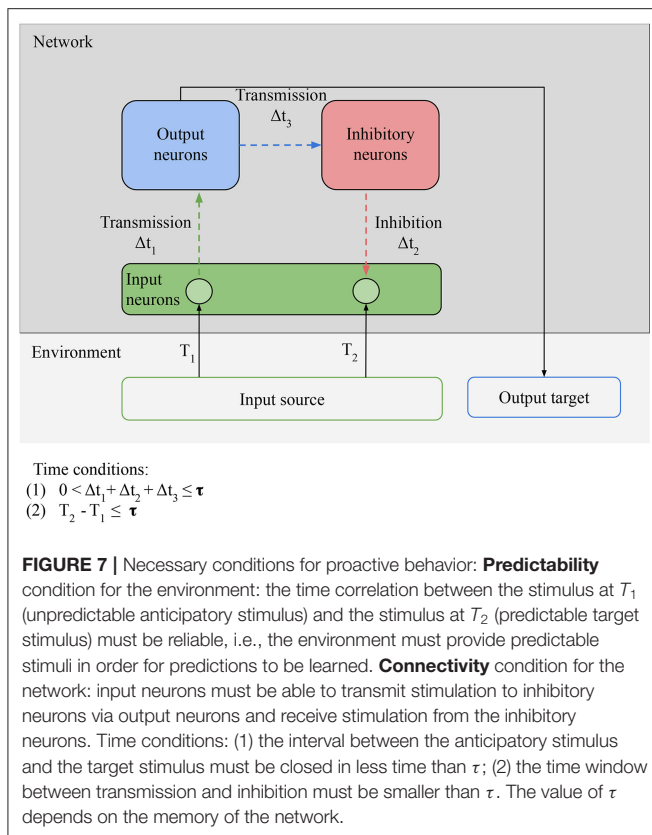 Network
Transmission
Δt₃
Output
neurons
Inhibitory
neurons
Transmission
Δt₁
Inhibition
Δt₂
Input
neurons
Environment
T₁
T₂
Input source
Output target
Time conditions:
(1) 0 < Δt₁+ Δt₂ + Δt₃ ≤ τ
(2) T₂ - T₁ ≤ τ
FIGURE 7 | Necessary conditions for proactive behavior: Predictability
condition for the environment: the time correlation between the stimulus at T₁
(unpredictable anticipatory stimulus) and the stimulus at T₂ (predictable target
stimulus) must be reliable, i.e., the environment must provide predictable
stimuli in order for predictions to be learned. Connectivity condition for the
network: input neurons must be able to transmit stimulation to inhibitory
neurons via output neurons and receive stimulation from the inhibitory
neurons. Time conditions: (1) the interval between the anticipatory stimulus
and the target stimulus must be closed in less time than τ; (2) the time window
between transmission and inhibition must be smaller than τ. The value of τ
depends on the memory of the network.